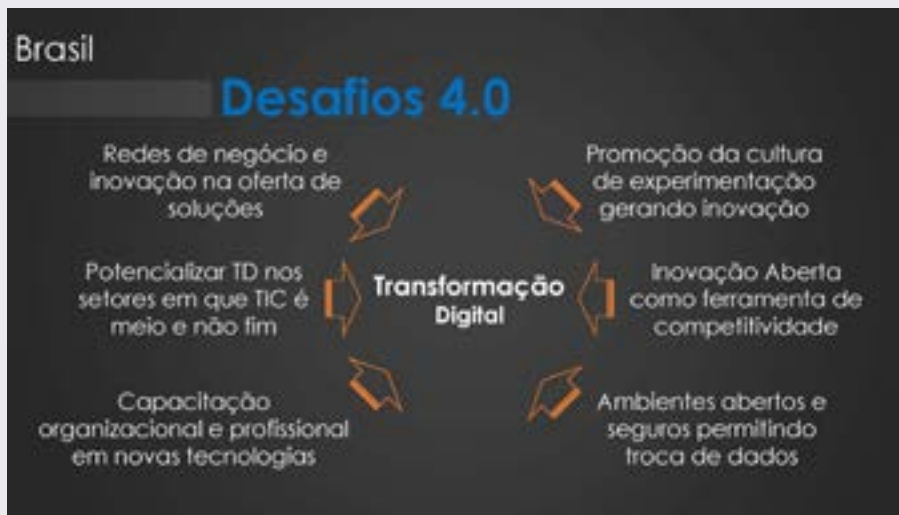 Brasil
Desafios 4.0
Redes de negócio e
inovação na oferta de
soluções
Potencializar TD nos
setores em que TIC é
meio e não fim
Capacitação
organizacional e profissional
em novas tecnologias
Transformação
Digital
Promoção da cultura
de experimentação
gerando inovação
Inovação Aberta
como ferramenta de
competitividade
Ambientes abertos e
seguros permitindo
troca de dados